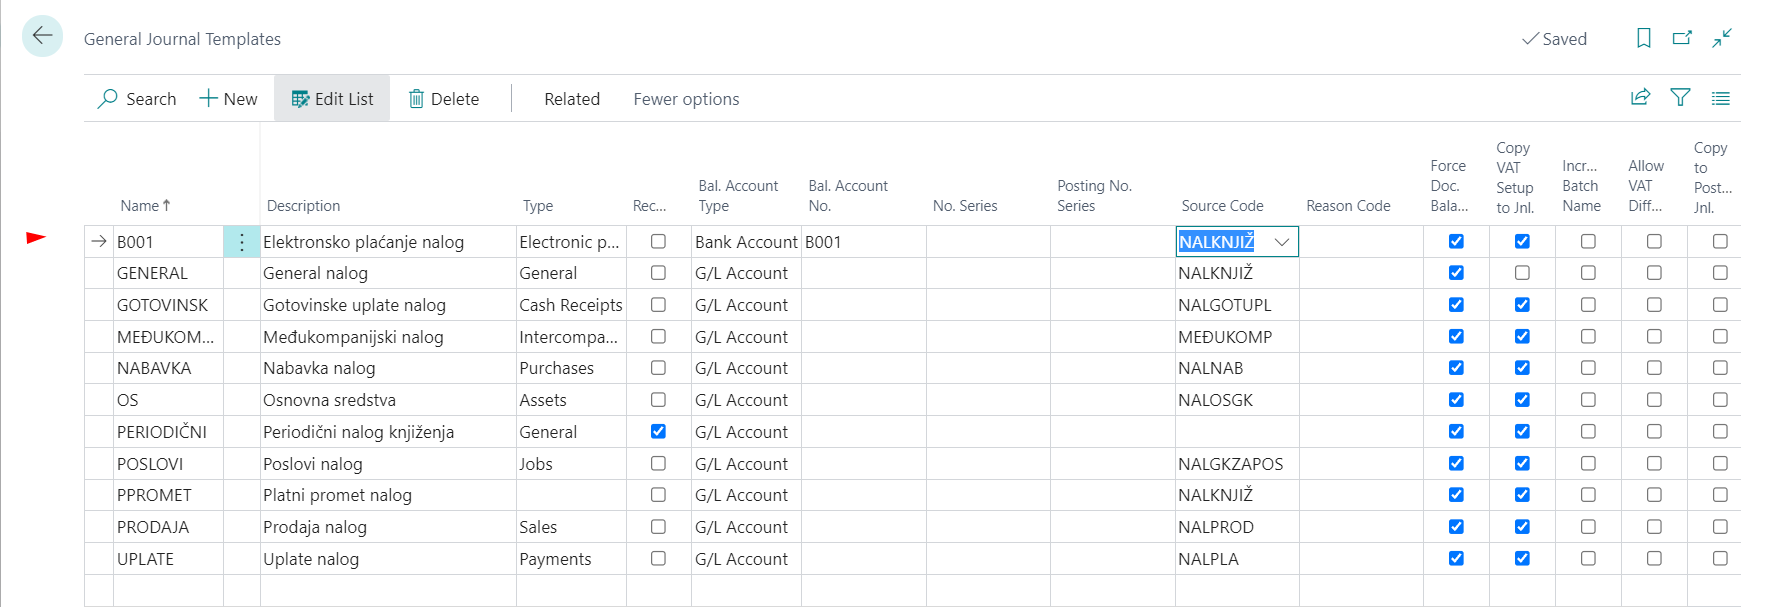 General Journal Templates
Saved
Search New Edit List Delete Related Fewer options
Name Description Type Rec... Bal. Account Type Bal. Account No. No. Series Posting No. Series Source Code Reason Code Force Doc. Bala... Copy VAT Setup to Jnl. Incr... Batch Name Allow VAT Diff... Copy to Post... Jnl.
B001 Elektronsko plaćanje nalog Electronic p... Bank Account B001 NALKNJIŽ
GENERAL General nalog General G/L Account NALKNJIŽ
GOTOVINSK Gotovinske uplate nalog Cash Receipts G/L Account NALGOTUPL
MEĐUKOM... Međukompanijski nalog Intercompa... G/L Account MEĐUKOMP
NABAVKA Nabavka nalog Purchases G/L Account NALNAB
OS Osnovna sredstva Assets G/L Account NALOSGK
PERIODIČNI Periodični nalog knjiženja General G/L Account
POSLOVI Poslovi nalog Jobs G/L Account NALGKZAPOS
PPROMET Platni promet nalog G/L Account NALKNJIŽ
PRODAJA Prodaja nalog Sales G/L Account NALPROD
UPLATE Uplate nalog Payments G/L Account NALPLA